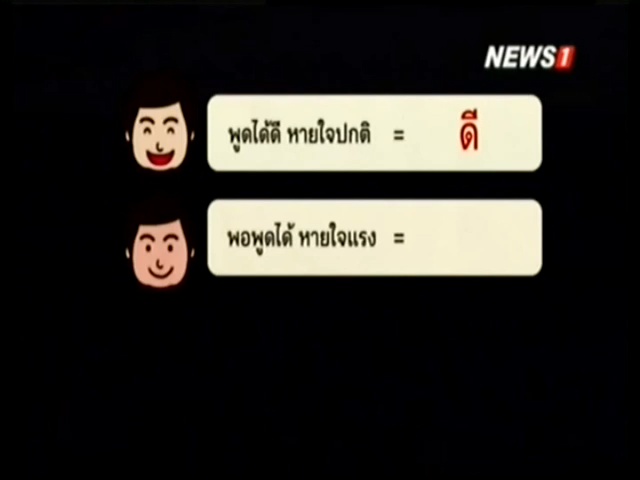 NEWS1
พูดได้ดี หายใจปกติ = ดี
พอพูดได้ หายใจแรง =